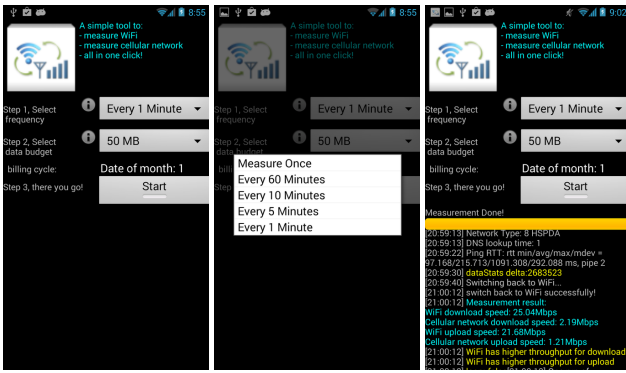 8:55
A simple tool to:
- measure WiFi
- measure cellular network
- all in one click!
Step 1, Select
frequency
Every 1 Minute
Step 2, Select
data budget
50 MB
billing cycle:
Date of month: 1
Step 3, there you go!
Start
8:55
A simple tool to:
- measure WiFi
- measure cellular network
- all in one click!
Step 1, Select
frequency
Every 1 Minute
Step 2, Select
data budget
50 MB
Measure Once
Every 60 Minutes
Every 10 Minutes
Every 5 Minutes
Every 1 Minute
billin
Step
9:02
A simple tool to:
- measure WiFi
- measure cellular network
- all in one click!
Step 1, Select
frequency
Every 1 Minute
Step 2, Select
data budget
50 MB
billing cycle:
Date of month: 1
Step 3, there you go!
Start
Measurement Done!
[20:59:13] Network Type: 8 HSPDA
[20:59:13] DNS lookup time: 1
[20:59:22] Ping RTT: rtt min/avg/max/mdev =
97.168/215.713/1091.308/292.088 ms, pipe 2
[20:59:30] dataStats delta:2683523
[20:59:40] Switching back to WiFi...
[21:00:12] switch back to WiFi successfully!
[21:00:12] Measurement result:
WiFi download speed: 25.04Mbps
Cellular network download speed: 2.19Mbps
WiFi upload speed: 21.68Mbps
Cellular network upload speed: 1.21Mbps
[21:00:12] WiFi has higher throughput for download
[21:00:12] WiFi has higher throughput for upload